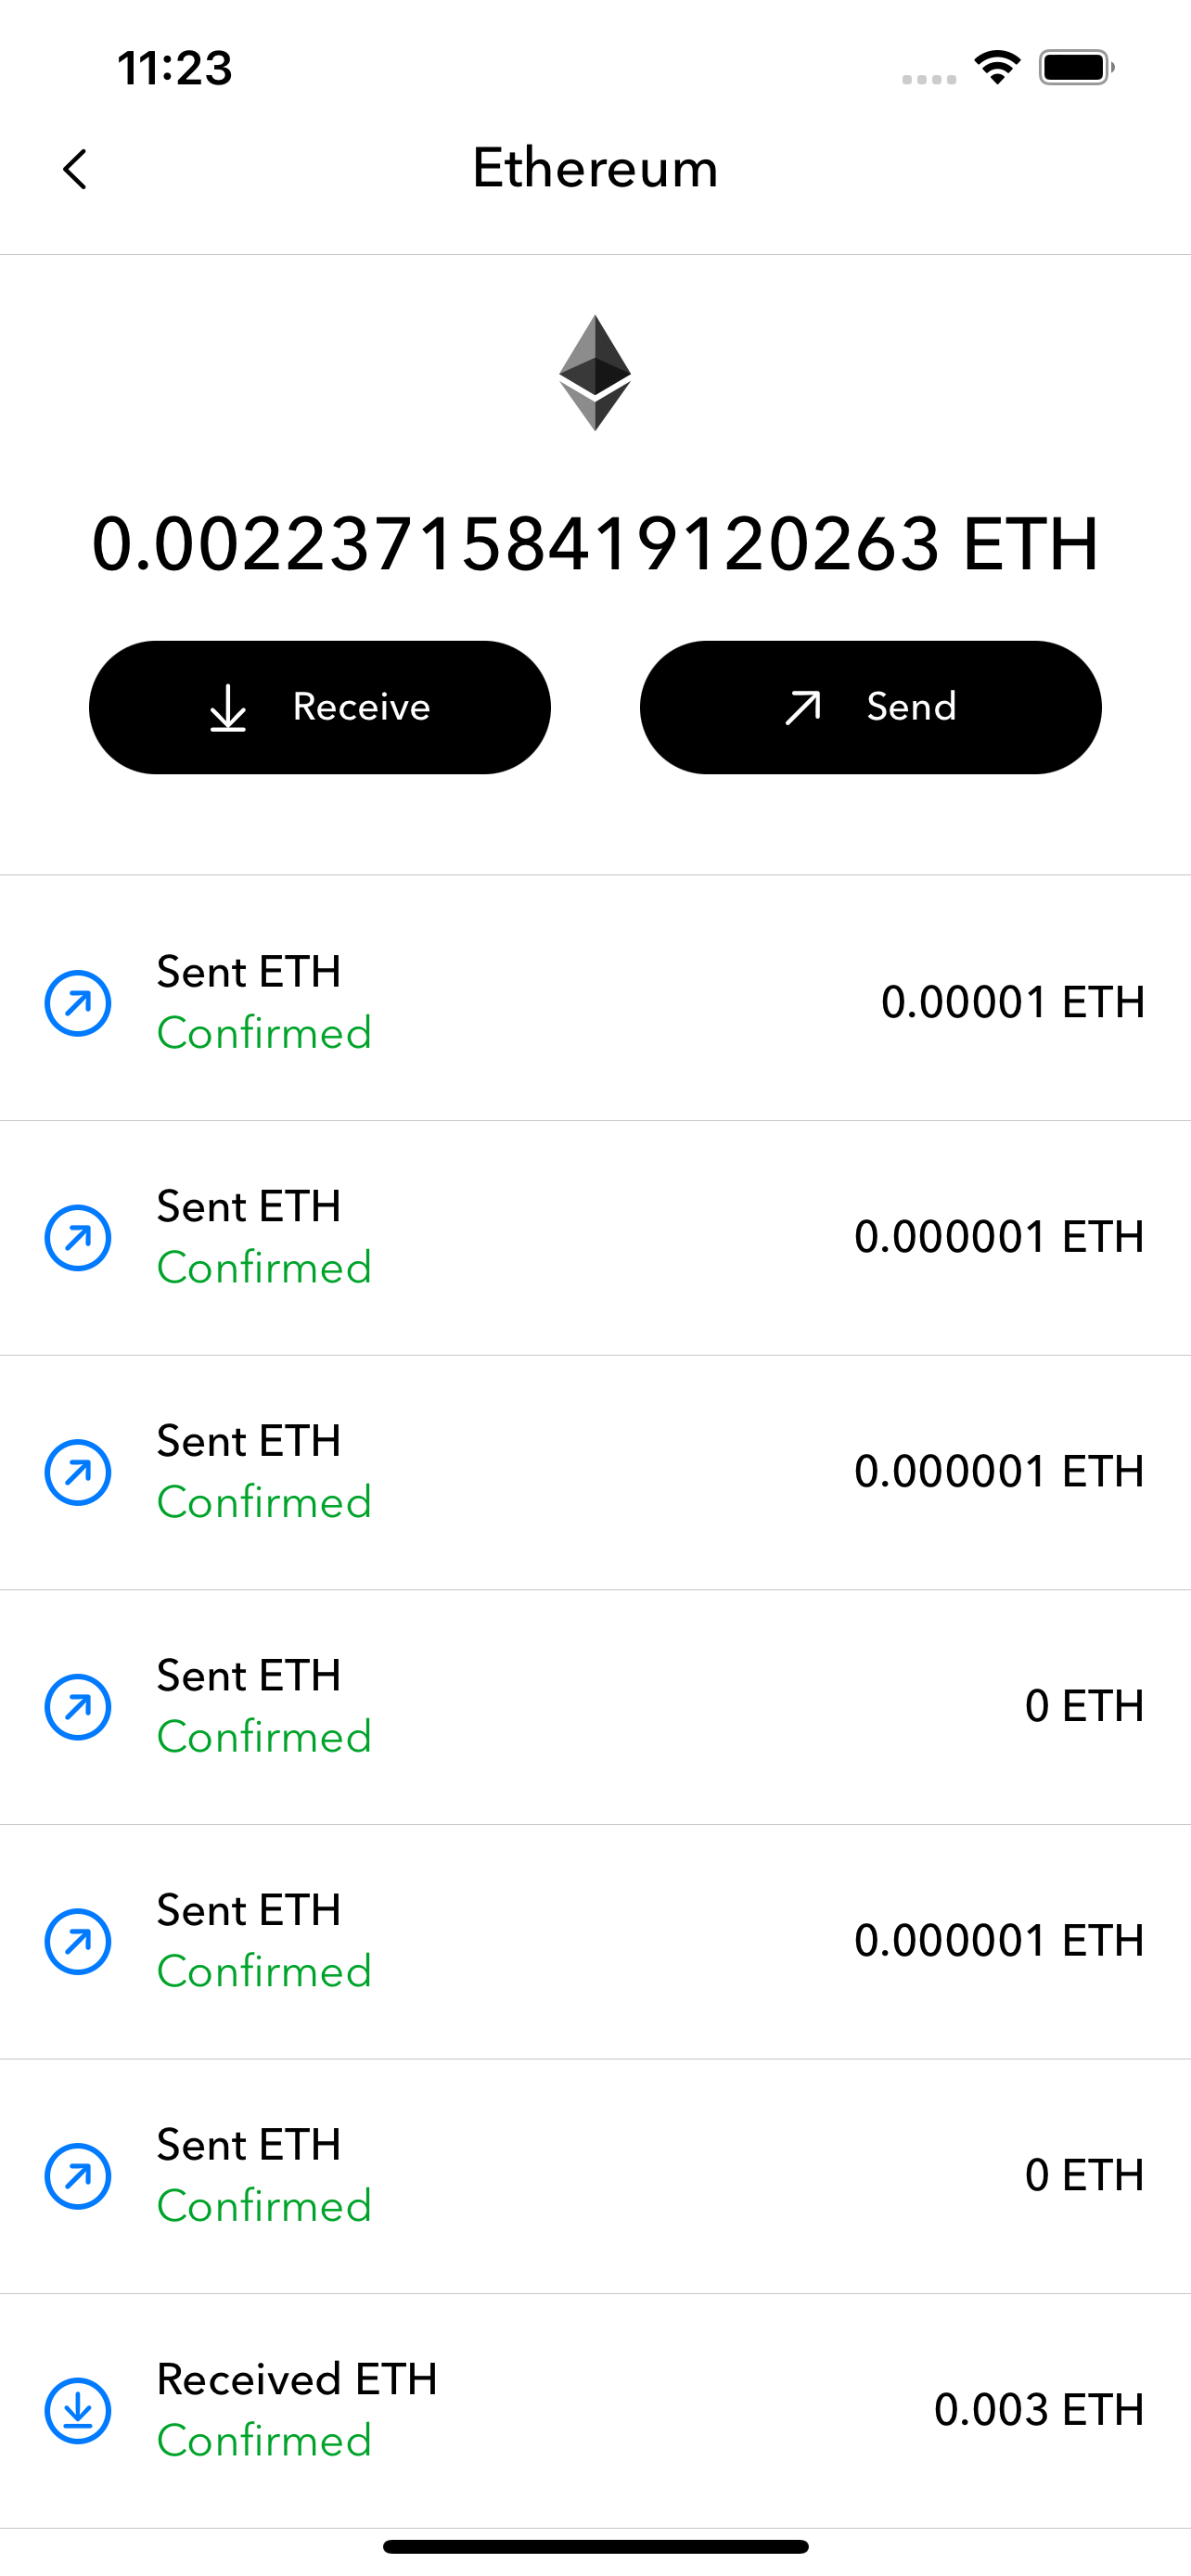 11:23
Ethereum
0.002237158419120263 ETH
Receive
Send
Sent ETH
Confirmed
0.00001 ETH
Sent ETH
Confirmed
0.000001 ETH
Sent ETH
Confirmed
0.000001 ETH
Sent ETH
Confirmed
0 ETH
Sent ETH
Confirmed
0.000001 ETH
Sent ETH
Confirmed
0 ETH
Received ETH
Confirmed
0.003 ETH